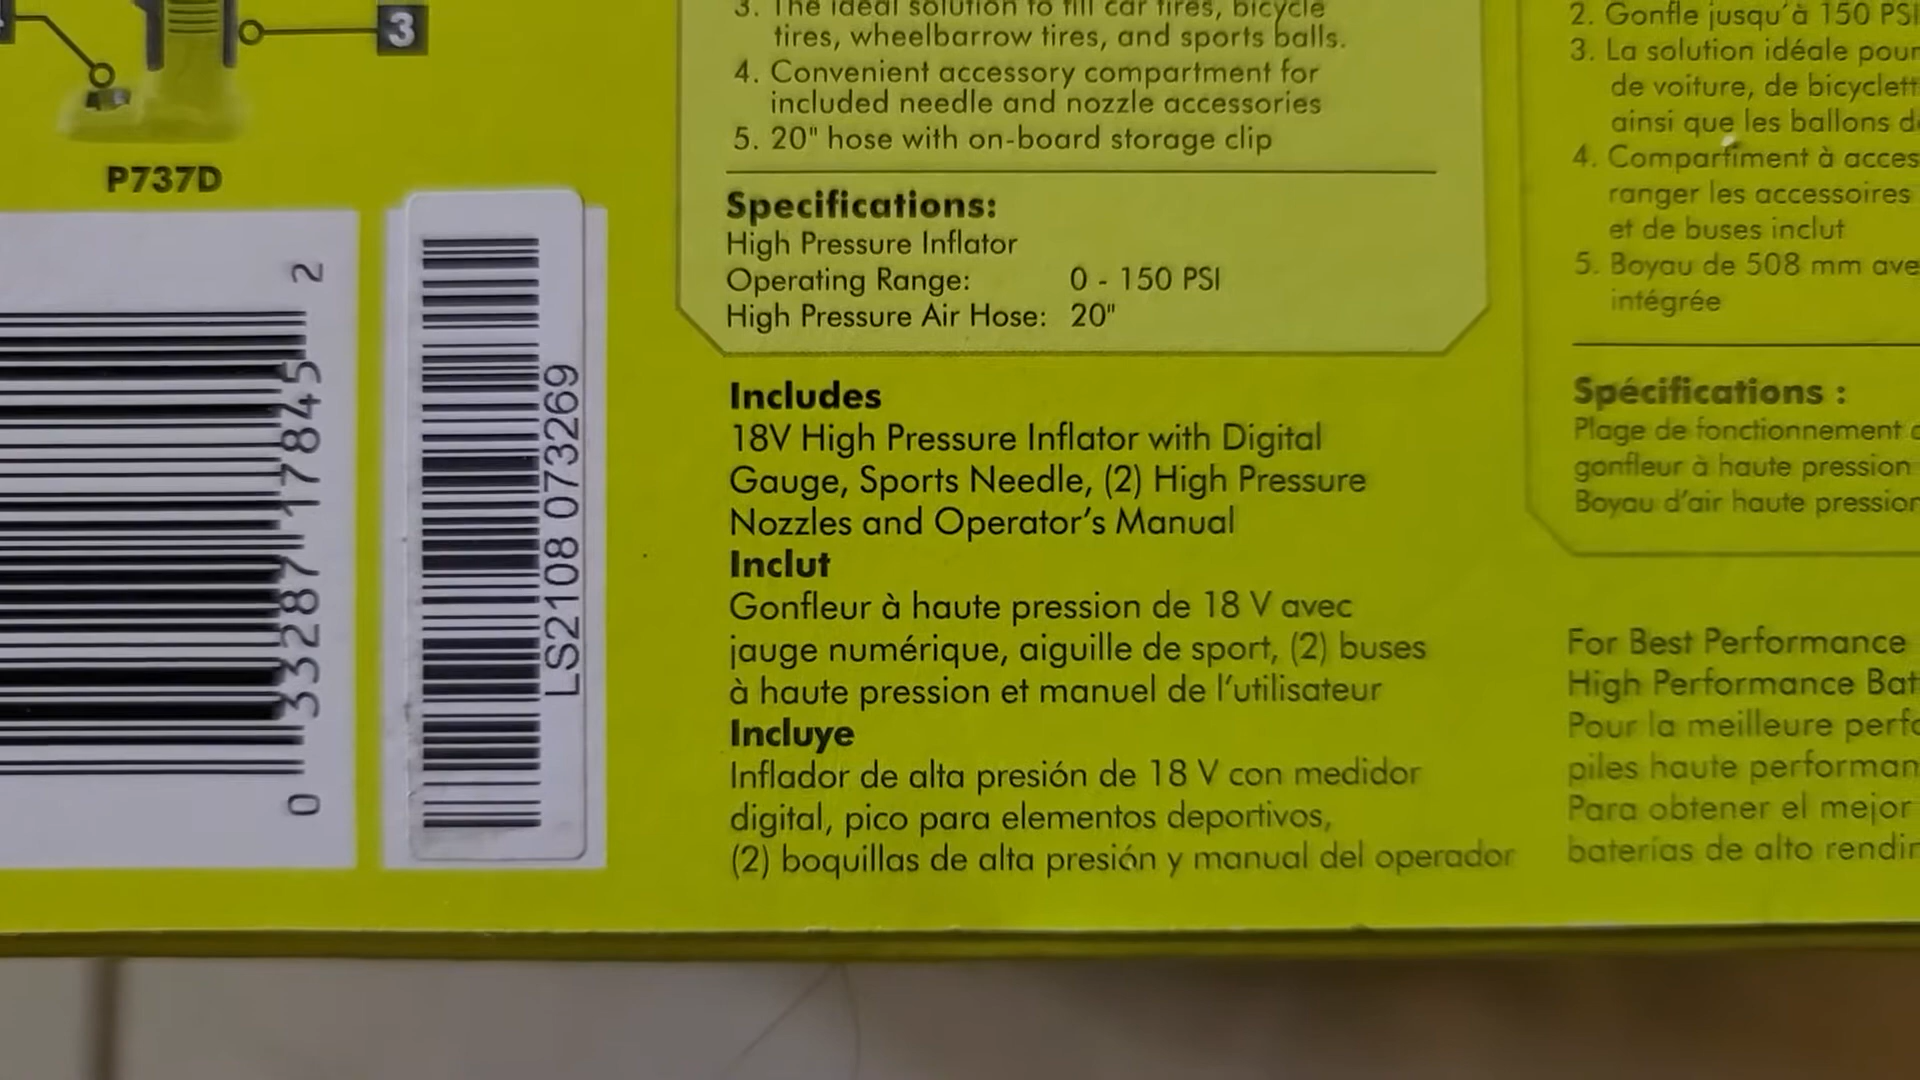 3
P737D
0 33287 17845 2
LS2108 073269
3. The ideal solution to fill car tires, bicycle
tires, wheelbarrow tires, and sports balls.
4. Convenient accessory compartment for
included needle and nozzle accessories
5. 20" hose with on-board storage clip
Specifications:
High Pressure Inflator
Operating Range: 0 - 150 PSI
High Pressure Air Hose: 20"
Includes
18V High Pressure Inflator with Digital
Gauge, Sports Needle, (2) High Pressure
Nozzles and Operator's Manual
Inclut
Gonfleur à haute pression de 18 V avec
jauge numérique, aiguille de sport, (2) buses
à haute pression et manuel de l'utilisateur
Incluye
Inflador de alta presión de 18 V con medidor
digital, pico para elementos deportivos,
(2) boquillas de alta presión y manual del operador
2. Gonfle jusqu'à 150 PSI
3. La solution idéale pour
de voiture, de biciclett
ainsi que les ballons d
4. Compartiment à acces
ranger les accessoires
et de buses inclut
5. Boyau de 508 mm ave
intégrée
Spécifications :
Plage de fonctionnement
gonfleur à haute pression
Boyau d'air haute pression
For Best Performance
High Performance Bat
Pour la meilleure perfo
piles haute performan
Para obtener el mejor
baterías de alto rendir